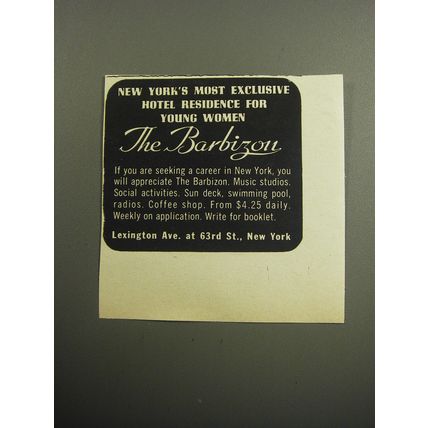 NEW YORK'S MOST EXCLUSIVE
HOTEL RESIDENCE FOR
YOUNG WOMEN
The Barbizon
If you are seeking a career in New York, you
will appreciate The Barbizon. Music studios.
Social activities. Sun deck, swimming pool,
radios. Coffee shop. From $4.25 daily.
Weekly on application. Write for booklet.
Lexington Ave. at 63rd St., New York